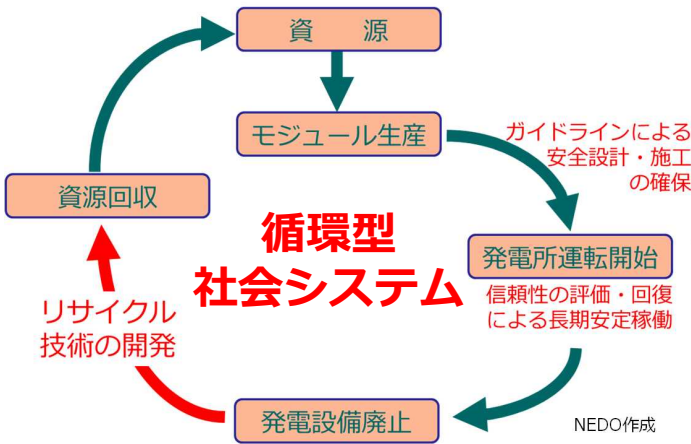 資　源
モジュール生産
ガイドラインによる
安全設計・施工
の確保
資源回収
循環型
社会システム
発電所運転開始
信頼性の評価・回復
による長期安定稼働
リサイクル
技術の開発
発電設備廃止
NEDO作成